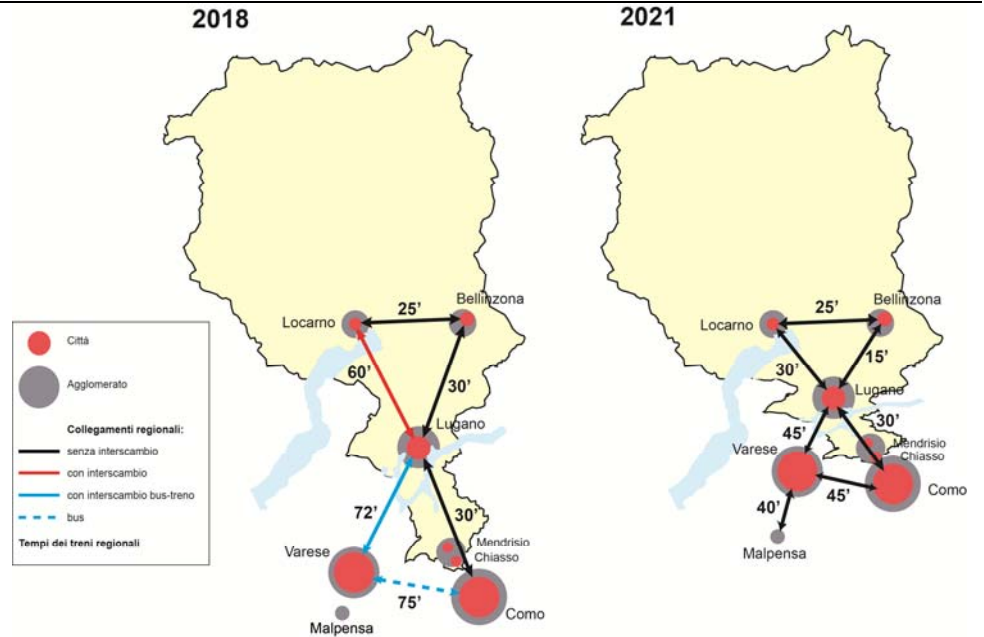 2018
2021
Bellinzona
25’
Locarno
60’
30’
Lugano
72’
30’
Mendrisio
Chiasso
Varese
75’
Como
Malpensa
Bellinzona
25’
Locarno
30’
15’
Lugano
30’
45’
Mendrisio
Chiasso
Varese
Como
45’
40’
Malpensa
Città
Agglomerato
Collegamenti regionali:
senza interscambio
con interscambio
con interscambio bus-treno
bus
Tempi dei treni regionali